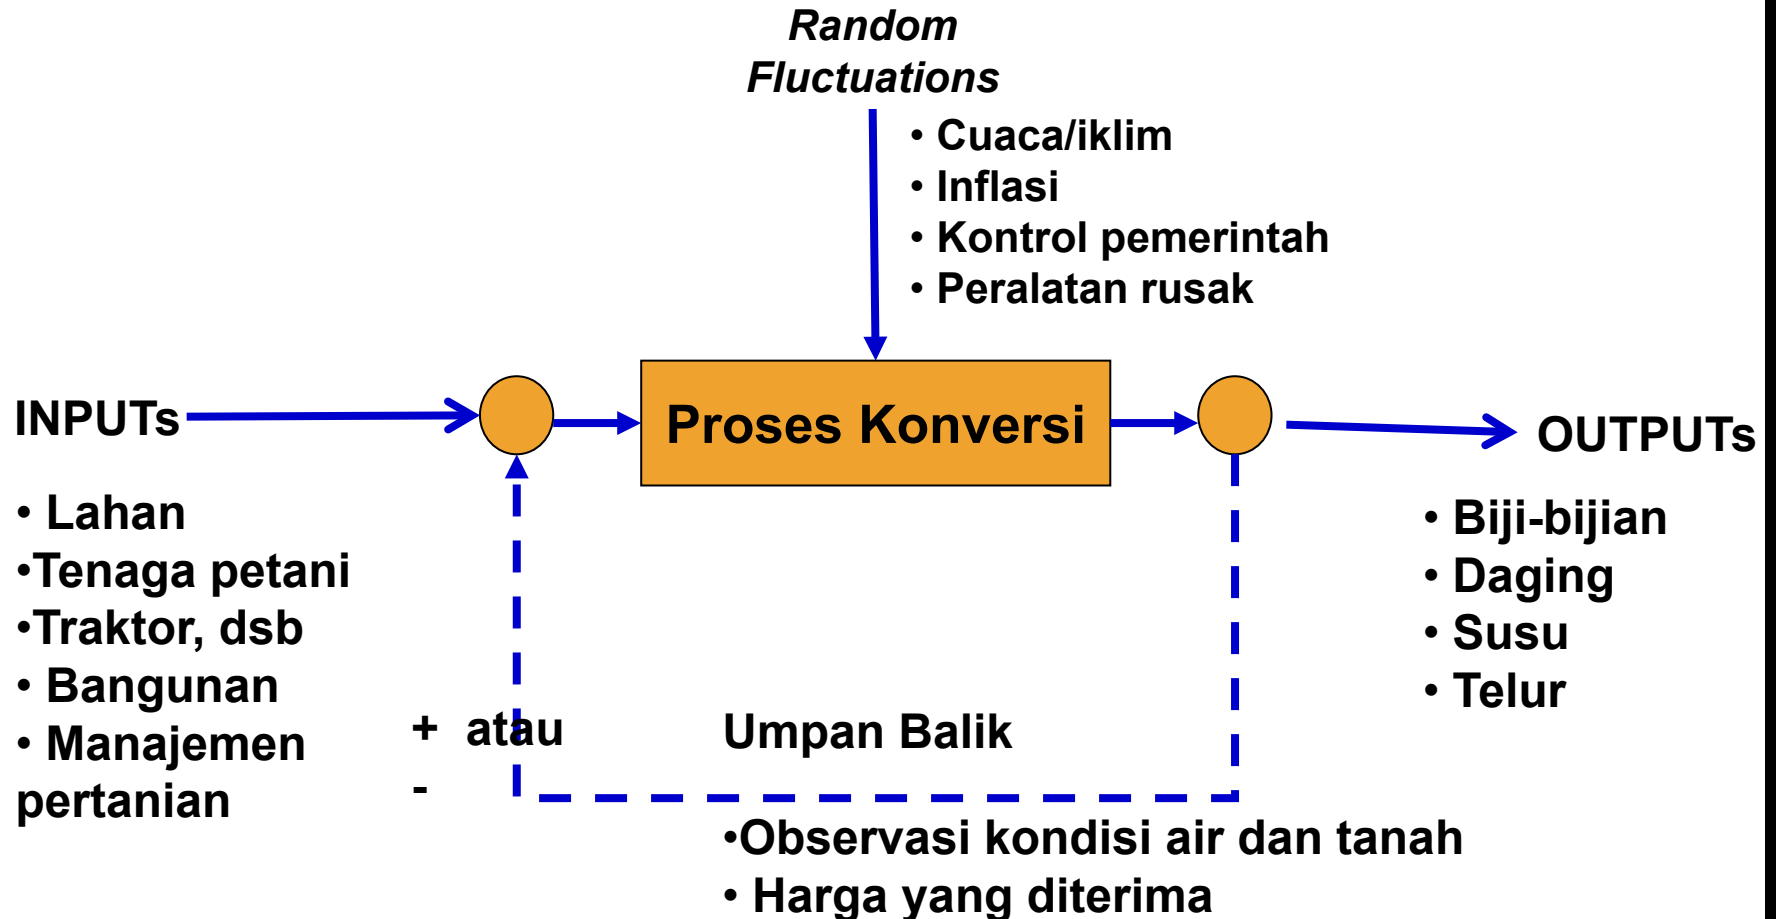 Random
Fluctuations
• Cuaca/iklim
• Inflasi
• Kontrol pemerintah
• Peralatan rusak
INPUTs
Proses Konversi
OUTPUTs
• Lahan
•Tenaga petani
•Traktor, dsb
• Bangunan
• Manajemen
pertanian
• Biji-bijian
• Daging
• Susu
• Telur
+ atau
-
Umpan Balik
•Observasi kondisi air dan tanah
• Harga yang diterima